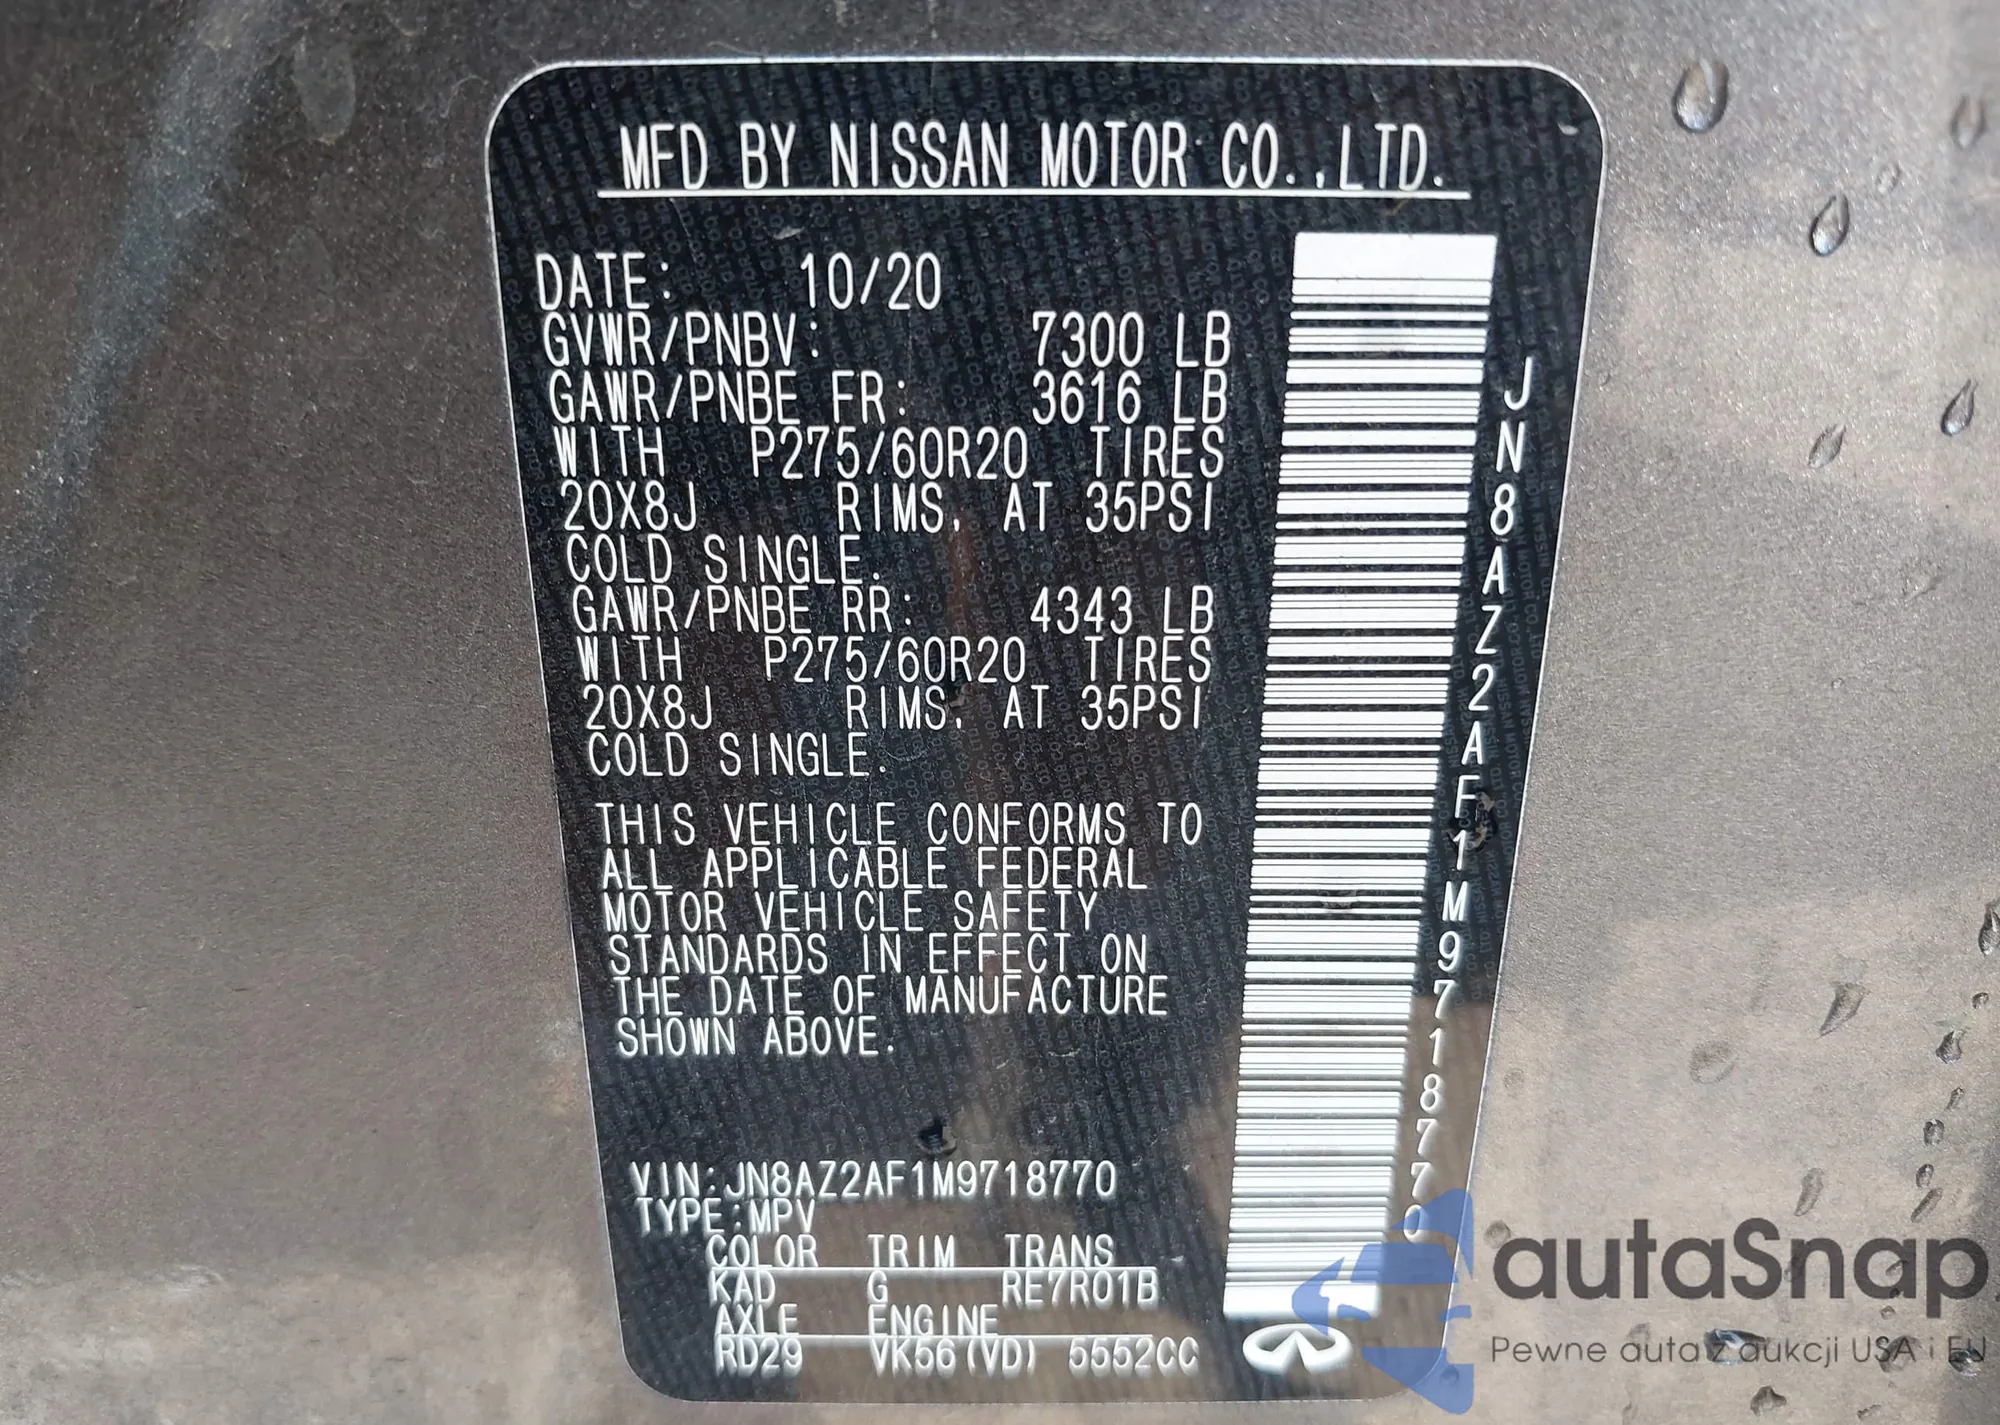 MFD BY NISSAN MOTOR CO.,LTD.
DATE: 10/20
GVWR/PNBV: 7300 LB
GAWR/PNBE FR: 3616 LB
WITH P275/60R20 TIRES
20X8J RIMS, AT 35PSI
COLD SINGLE.
GAWR/PNBE RR: 4343 LB
WITH P275/60R20 TIRES
20X8J RIMS, AT 35PSI
COLD SINGLE.
THIS VEHICLE CONFORMS TO
ALL APPLICABLE FEDERAL
MOTOR VEHICLE SAFETY
STANDARDS IN EFFECT ON
THE DATE OF MANUFACTURE
SHOWN ABOVE.
VIN:JN8AZ2AF1M9718770
TYPE:MPV
COLOR TRIM TRANS
KAD G RE7R01B
AXLE ENGINE
RD29 VK56(VD) 5552CC
JN8AZ2AF1M9718770
autaSnap
Pewne auta z aukcji USA i EU